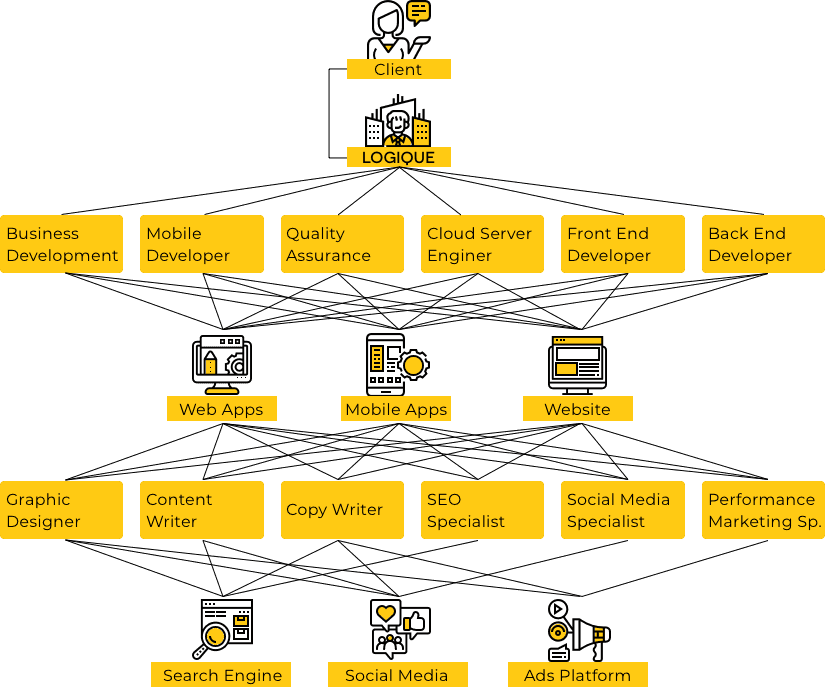 Client
LOGIQUE
Business
Development
Mobile
Developer
Quality
Assurance
Cloud Server
Enginer
Front End
Developer
Back End
Developer
Web Apps
Mobile Apps
Website
Graphic
Designer
Content
Writer
Copy Writer
SEO
Specialist
Social Media
Specialist
Performance
Marketing Sp.
Search Engine
Social Media
Ads Platform